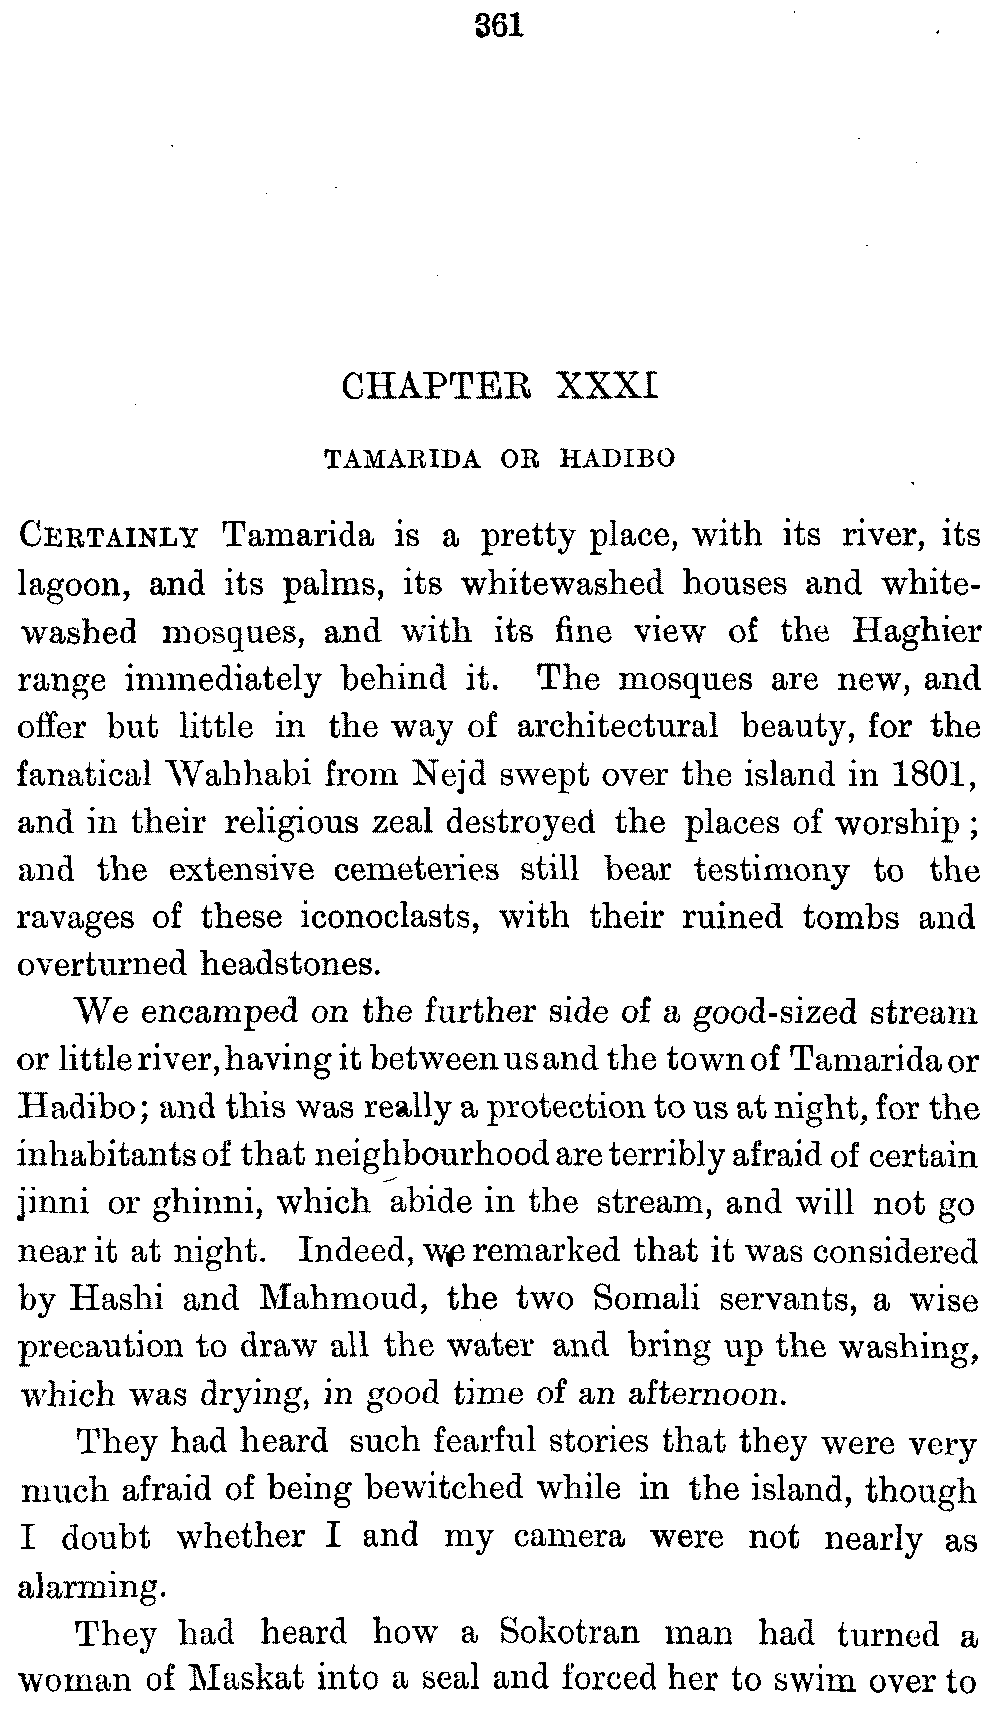 361
CHAPTER XXXI
TAMARIDA OR HADIBO
CERTAINLY Tamarida is a pretty place, with its river, its
lagoon, and its palms, its whitewashed houses and white-
washed mosques, and with its fine view of the Haghier
range immediately behind it. The mosques are new, and
offer but little in the way of architectural beauty, for the
fanatical Wahhabi from Nejd swept over the island in 1801,
and in their religious zeal destroyed the places of worship ;
and the extensive cemeteries still bear testimony to the
ravages of these iconoclasts, with their ruined tombs and
overturned headstones.
We encamped on the further side of a good-sized stream
or little river, having it between us and the town of Tamarida or
Hadibo; and this was really a protection to us at night, for the
inhabitants of that neighbourhood are terribly afraid of certain
jinni or ghinni, which abide in the stream, and will not go
near it at night. Indeed, we remarked that it was considered
by Hashi and Mahmoud, the two Somali servants, a wise
precaution to draw all the water and bring up the washing,
which was drying, in good time of an afternoon.
They had heard such fearful stories that they were very
much afraid of being bewitched while in the island, though
I doubt whether I and my camera were not nearly as
alarming.
They had heard how a Sokotran man had turned a
woman of Maskat into a seal and forced her to swim over to